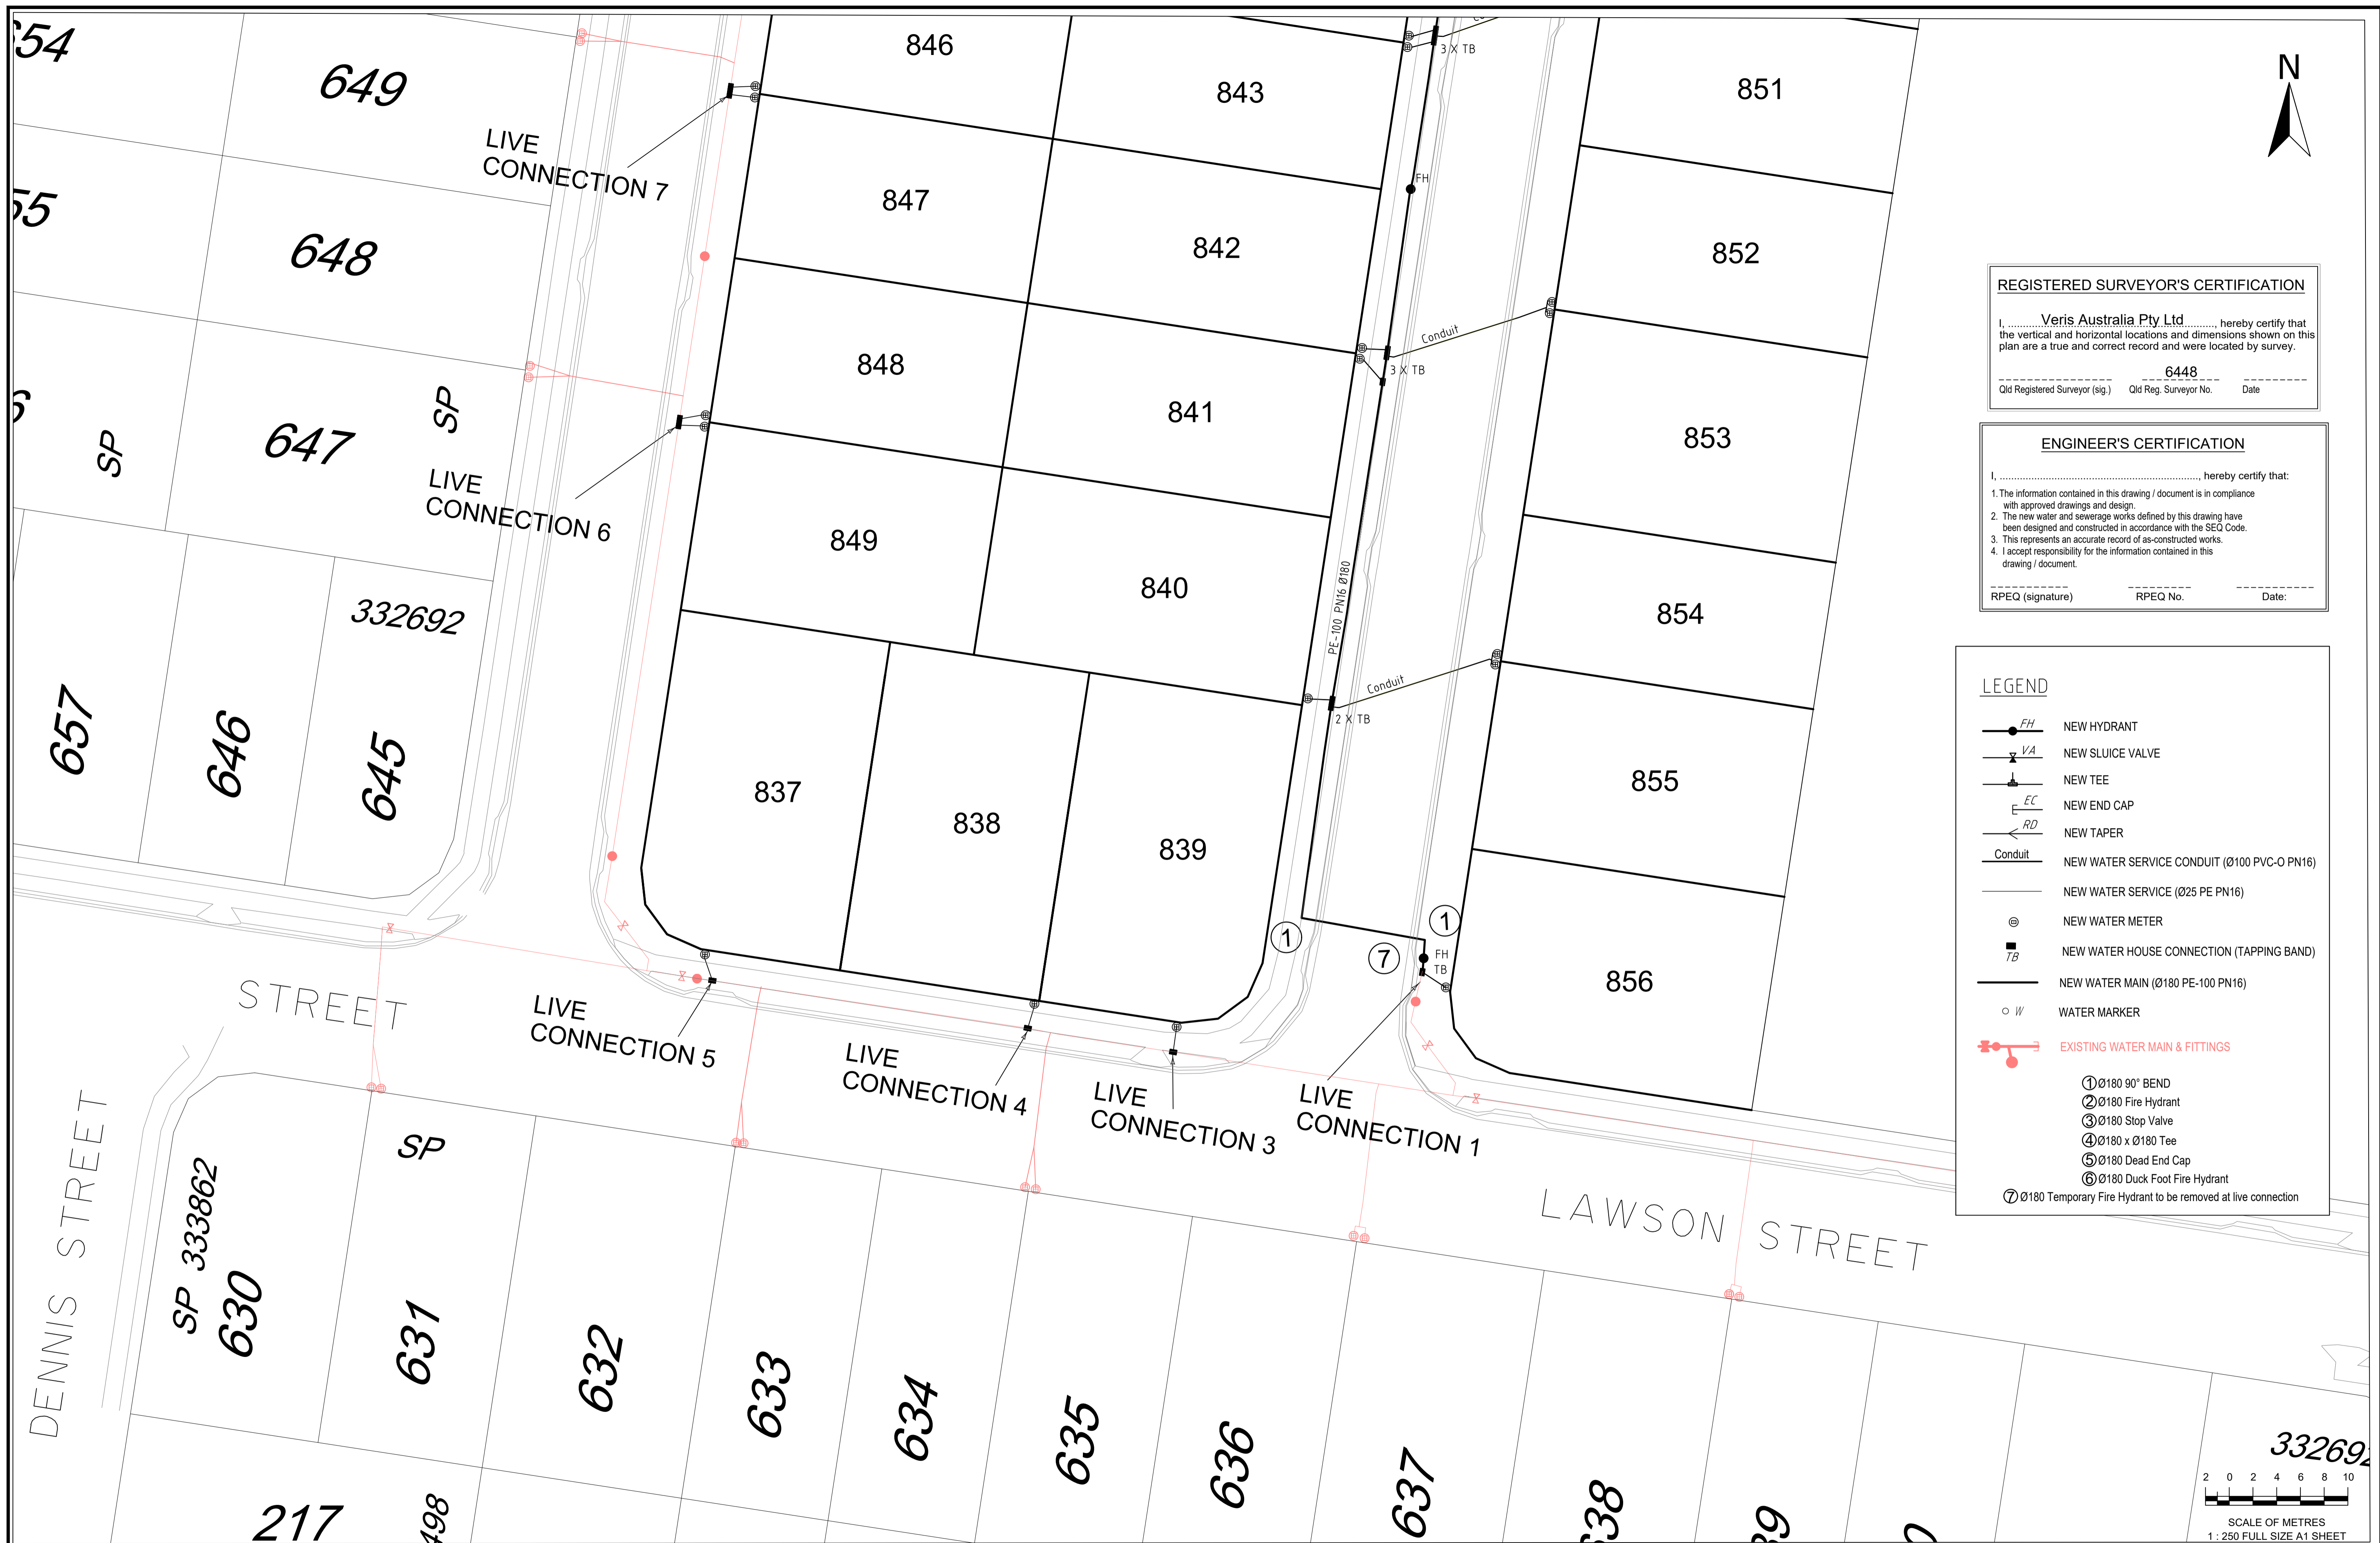 654
649
846
843
3 X TB
851
N
LIVE
CONNECTION 7
847
842
FH
852
648
REGISTERED SURVEYOR'S CERTIFICATION
I, Veris Australia Pty Ltd, hereby certify that
the vertical and horizontal locations and dimensions shown on this
plan are a true and correct record and were located by survey.
6448
Qld Registered Surveyor (sig.) Qld Reg. Surveyor No. Date
Conduit
848
841
3 X TB
853
SP
SP
647
LIVE
CONNECTION 6
ENGINEER'S CERTIFICATION
I, ...................................................................., hereby certify that:
1. The information contained in this drawing / document is in compliance
with approved drawings and design.
2. The new water and sewerage works defined by this drawing have
been designed and constructed in accordance with the SEQ Code.
3. This represents an accurate record of as-constructed works.
4. I accept responsibility for the information contained in this
drawing / document.
RPEQ (signature) RPEQ No. Date:
849
840
PE-100 PN16 Ø180
854
332692
657
646
645
Conduit
2 X TB
837
838
839
855
LEGEND
FH NEW HYDRANT
VA NEW SLUICE VALVE
NEW TEE
EC NEW END CAP
RD NEW TAPER
Conduit NEW WATER SERVICE CONDUIT (Ø100 PVC-O PN16)
NEW WATER SERVICE (Ø25 PE PN16)
NEW WATER METER
TB NEW WATER HOUSE CONNECTION (TAPPING BAND)
NEW WATER MAIN (Ø180 PE-100 PN16)
W WATER MARKER
EXISTING WATER MAIN & FITTINGS
1 Ø180 90° BEND
2 Ø180 Fire Hydrant
3 Ø180 Stop Valve
4 Ø180 x Ø180 Tee
5 Ø180 Dead End Cap
6 Ø180 Duck Foot Fire Hydrant
7 Ø180 Temporary Fire Hydrant to be removed at live connection
1
1
7
FH
TB
856
STREET
LIVE
CONNECTION 5
LIVE
CONNECTION 4
LIVE
CONNECTION 3
LIVE
CONNECTION 1
DENNIS STREET
LAWSON STREET
SP
SP 333862
630
631
632
633
634
635
636
637
638
217
498
332692
2 0 2 4 6 8 10
SCALE OF METRES
1 : 250 FULL SIZE A1 SHEET